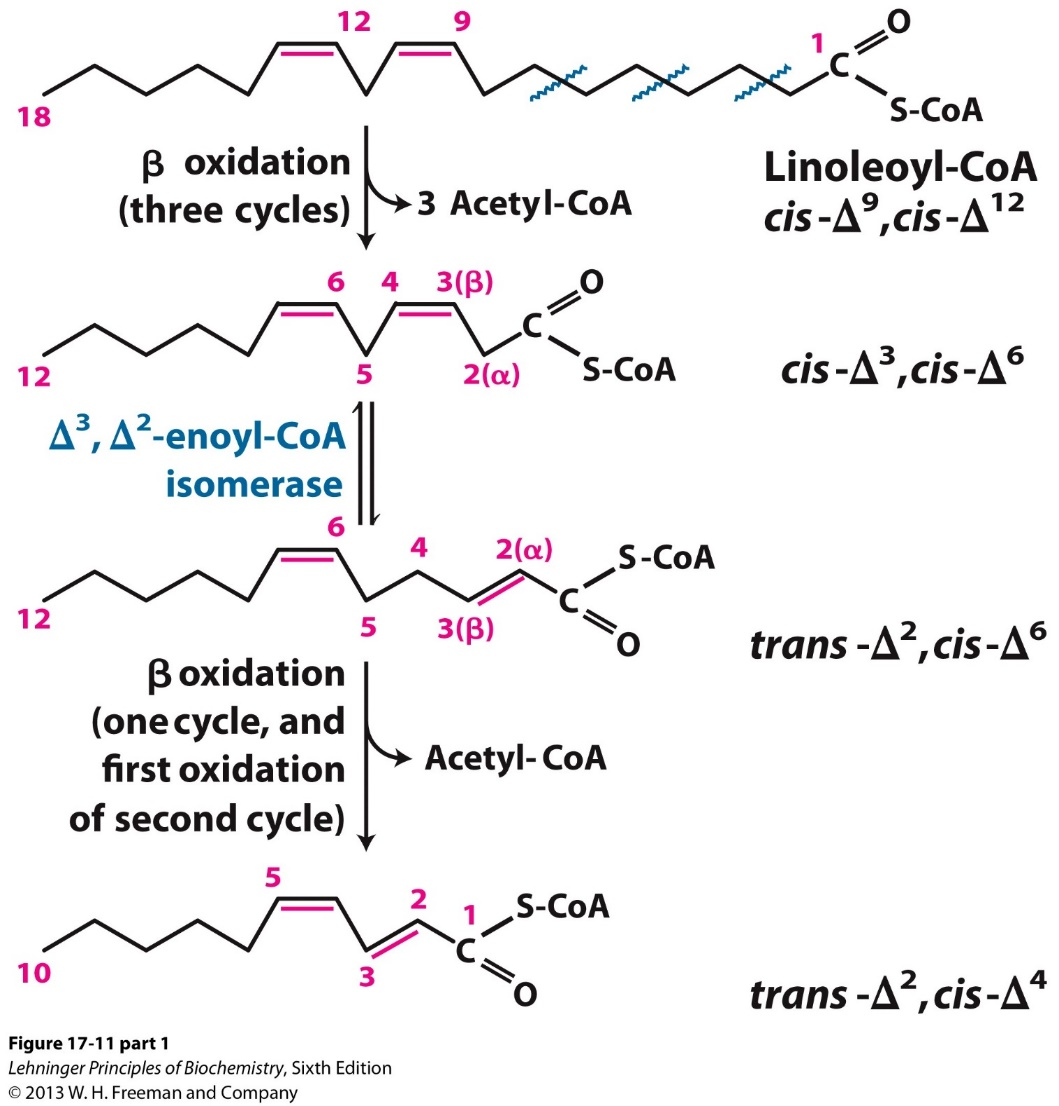 12 9 1 O
C
18 S-CoA
β oxidation
(three cycles)
3 Acetyl-CoA
Linoleoyl-CoA
cis-Δ⁹,cis-Δ¹²
6 4 3(β) O
C
12 5 2(α) S-CoA
cis-Δ³,cis-Δ⁶
Δ³, Δ²-enoyl-CoA
isomerase
6 4 2(α) S-CoA
C
12 5 3(β) O
trans-Δ²,cis-Δ⁶
β oxidation
(one cycle, and
first oxidation
of second cycle)
Acetyl-CoA
5 2 1 S-CoA
C
10 3 O
trans-Δ²,cis-Δ⁴
Figure 17-11 part 1
Lehninger Principles of Biochemistry, Sixth Edition
© 2013 W. H. Freeman and Company